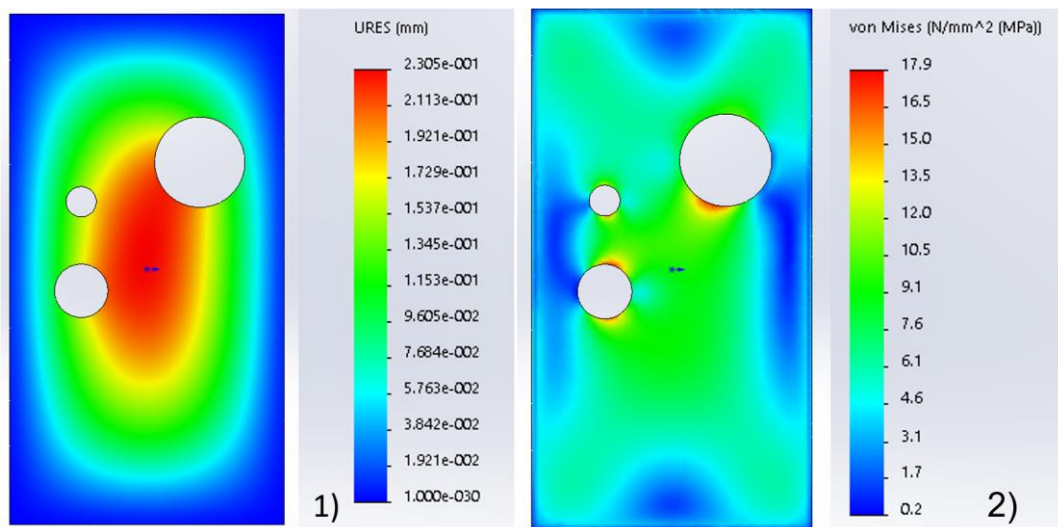 URES (mm)
2.305e-001
2.113e-001
1.921e-001
1.729e-001
1.537e-001
1.345e-001
1.153e-001
9.605e-002
7.684e-002
5.763e-002
3.842e-002
1.921e-002
1.000e-030
1)
von Mises (N/mm^2 (MPa))
17.9
16.5
15.0
13.5
12.0
10.5
9.1
7.6
6.1
4.6
3.1
1.7
0.2
2)